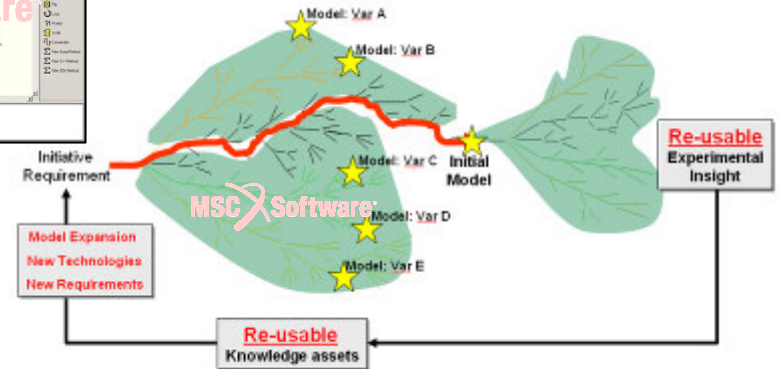 Model: Var A
Model: Var B
Initiative
Requirement
Model: Var C
Initial
Model
Re-usable
Experimental
Insight
MSC Software
Model: Var D
Model Expansion
New Technologies
New Requirements
Model: Var E
Re-usable
Knowledge assets